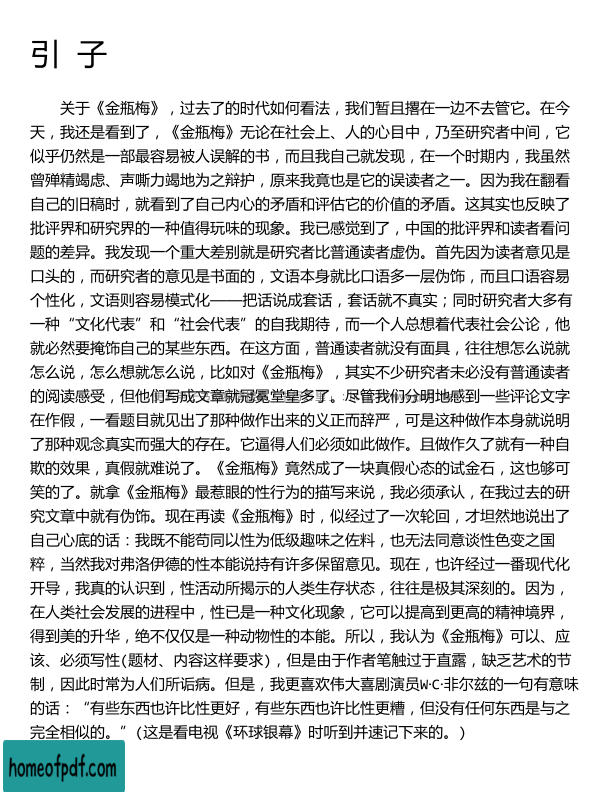 引 子
关于《金瓶梅》，过去了的时代如何看法，我们暂且撂在一边不去管它。在今
天，我还是看到了，《金瓶梅》无论在社会上、人的心目中，乃至研究者中间，它
似乎仍然是一部最容易被人误解的书，而且我自己就发现，在一个时期内，我虽然
曾殚精竭虑、声嘶力竭地为之辩护，原来我竟也是它的误读者之一。因为我在翻看
自己的旧稿时，就看到了自己内心的矛盾和评估它的价值的矛盾。这其实也反映了
批评界和研究界的一种值得玩味的现象。我已感觉到了，中国的批评界和读者看问
题的差异。我发现一个重大差别就是研究者比普通读者虚伪。首先因为读者意见是
口头的，而研究者的意见是书面的，文语本身就比口语多一层伪饰，而且口语容易
个性化，文语则容易模式化——把话说成套话，套话就不真实；同时研究者大多有
一种“文化代表”和“社会代表”的自我期待，而一个人总想着代表社会公论，他
就必然要掩饰自己的某些东西。在这方面，普通读者就没有面具，往往想怎么说就
怎么说，怎么想就怎么说，比如对《金瓶梅》，其实不少研究者未必没有普通读者
的阅读感受，但他们写成文章就冠冕堂皇多了。尽管我们分明地感到一些评论文字
在作假，一看题目就见出了那种做作出来的义正而辞严，可是这种做作本身就说明
了那种观念真实而强大的存在。它逼得人们必须如此做作。且做作久了就有一种自
欺的效果，真假就难说了。《金瓶梅》竟然成了一块真假心态的试金石，这也够可
笑的了。就拿《金瓶梅》最惹眼的性行为的描写来说，我必须承认，在我过去的研
究文章中就有伪饰。现在再读《金瓶梅》时，似经过了一次轮回，才坦然地说出了
自己心底的话：我既不能苟同以性为低级趣味之佐料，也无法同意谈性色变之国
粹，当然我对弗洛伊德的性本能说持有许多保留意见。现在，也许经过一番现代化
开导，我真的认识到，性活动所揭示的人类生存状态，往往是极其深刻的。因为，
在人类社会发展的进程中，性已是一种文化现象，它可以提高到更高的精神境界，
得到美的升华，绝不仅仅是一种动物性的本能。所以，我认为《金瓶梅》可以、应
该、必须写性(题材、内容这样要求)，但是由于作者笔触过于直露，缺乏艺术的节
制，因此时常为人们所诟病。但是，我更喜欢伟大喜剧演员W·C·非尔兹的一句有意味
的话：“有些东西也许比性更好，有些东西也许比性更糟，但没有任何东西是与之
完全相似的。”(这是看电视《环球银幕》时听到并速记下来的。)
homeofpdf.com